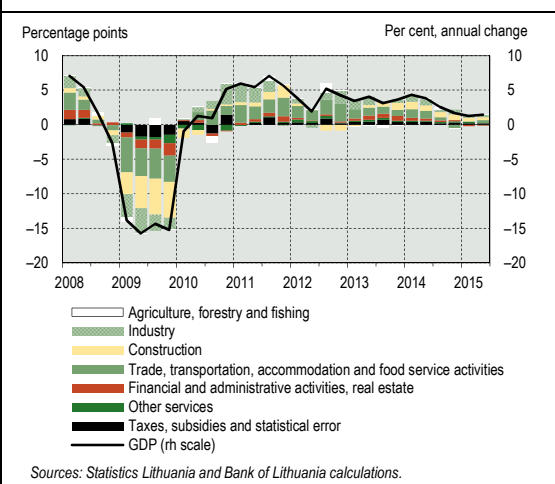 Percentage points Per cent, annual change
10 10
5 5
0 0
–5 –5
–10 –10
–15 –15
–20 –20
2008 2009 2010 2011 2012 2013 2014 2015
Agriculture, forestry and fishing
Industry
Construction
Trade, transportation, accommodation and food service activities
Financial and administrative activities, real estate
Other services
Taxes, subsidies and statistical error
GDP (rh scale)
Sources: Statistics Lithuania and Bank of Lithuania calculations.